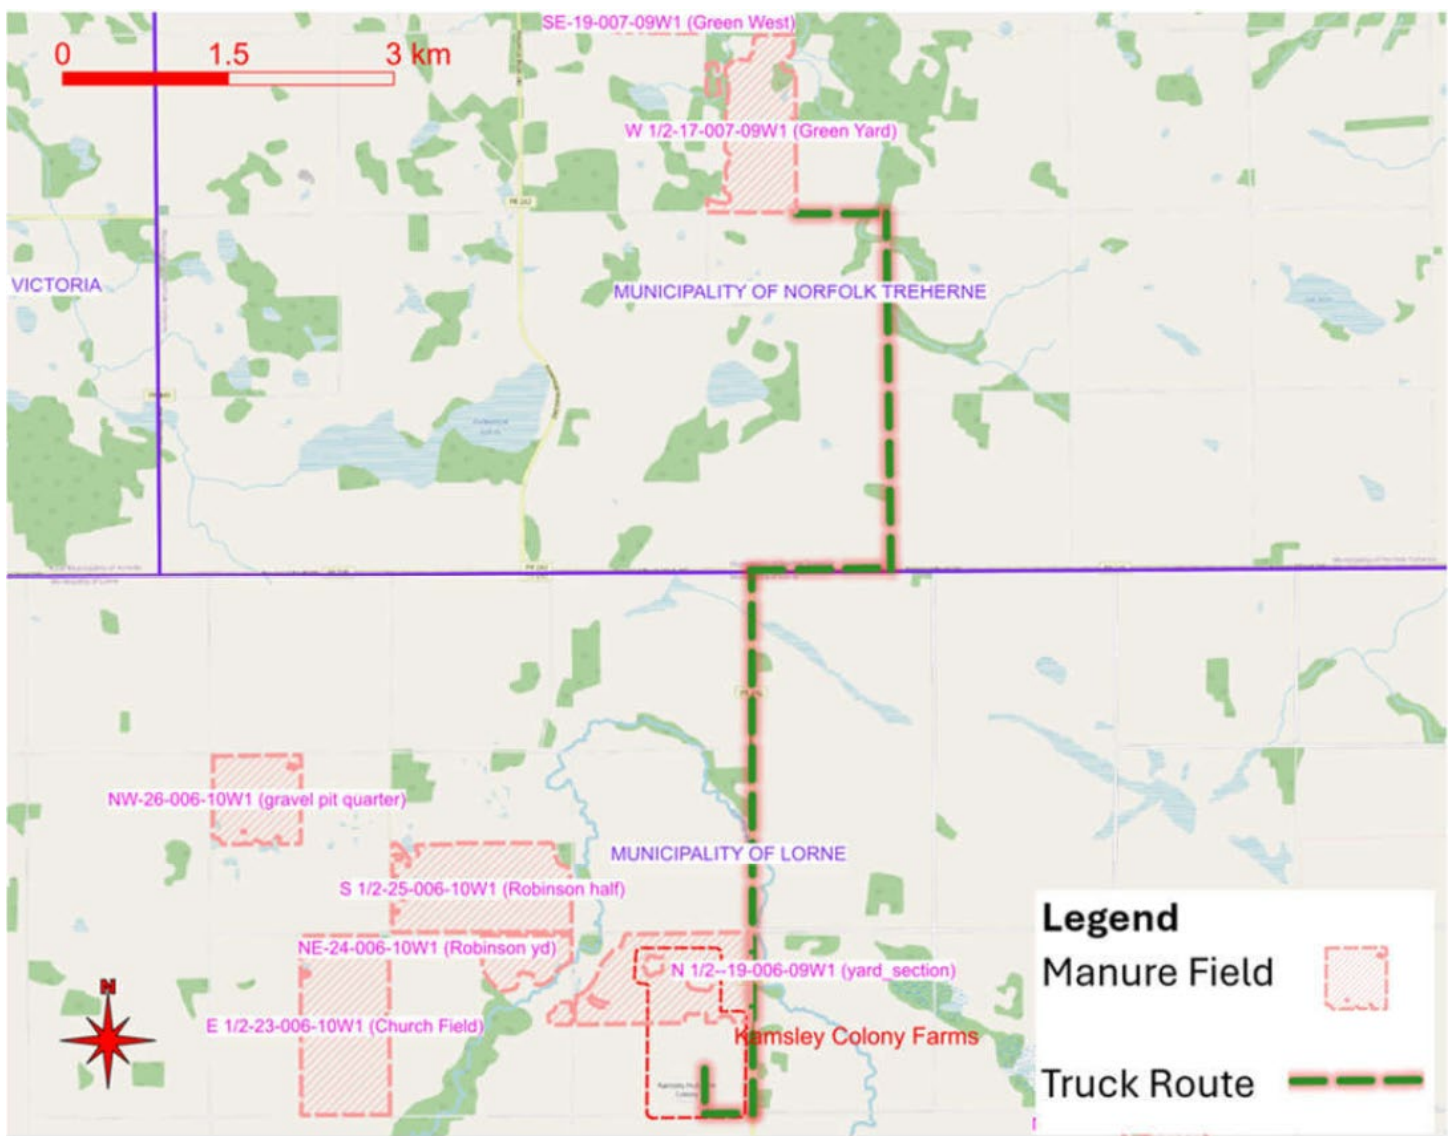 SE-19-007-09W1 (Green West)
0 1.5 3 km
W 1/2-17-007-09W1 (Green Yard)
PR 242
VICTORIA
MUNICIPALITY OF NORFOLK TREHERNE
NW-26-006-10W1 (gravel pit quarter)
MUNICIPALITY OF LORNE
S 1/2-25-006-10W1 (Robinson half)
Legend
NE-24-006-10W1 (Robinson yd)
N 1/2--19-006-09W1 (yard_section)
Manure Field
N
E 1/2-23-006-10W1 (Church Field)
Kamsley Colony Farms
Truck Route